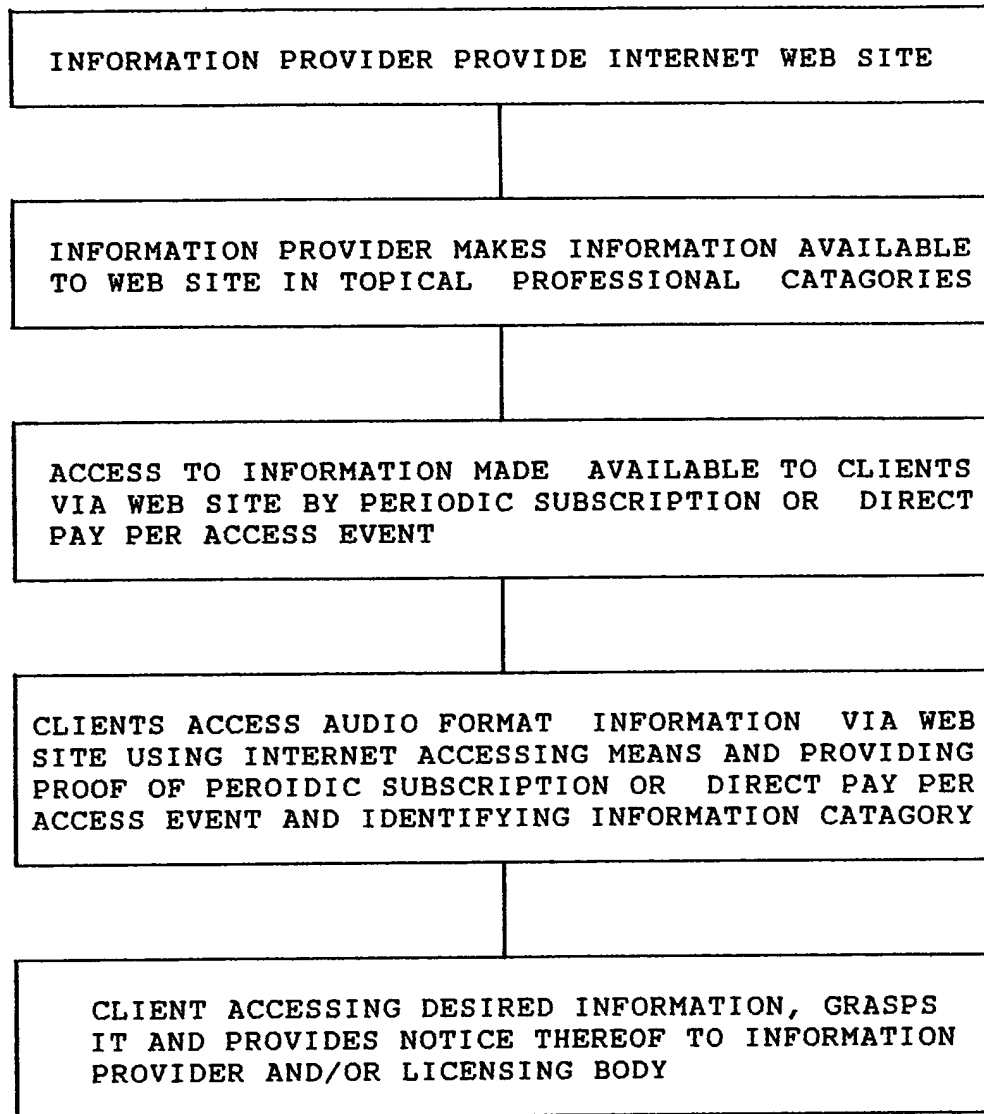 INFORMATION PROVIDER PROVIDE INTERNET WEB SITE
INFORMATION PROVIDER MAKES INFORMATION AVAILABLE
TO WEB SITE IN TOPICAL PROFESSIONAL CATAGORIES
ACCESS TO INFORMATION MADE AVAILABLE TO CLIENTS
VIA WEB SITE BY PERIODIC SUBSCRIPTION OR DIRECT
PAY PER ACCESS EVENT
CLIENTS ACCESS AUDIO FORMAT INFORMATION VIA WEB
SITE USING INTERNET ACCESSING MEANS AND PROVIDING
PROOF OF PEROIDIC SUBSCRIPTION OR DIRECT PAY PER
ACCESS EVENT AND IDENTIFYING INFORMATION CATAGORY
CLIENT ACCESSING DESIRED INFORMATION, GRASPS
IT AND PROVIDES NOTICE THEREOF TO INFORMATION
PROVIDER AND/OR LICENSING BODY